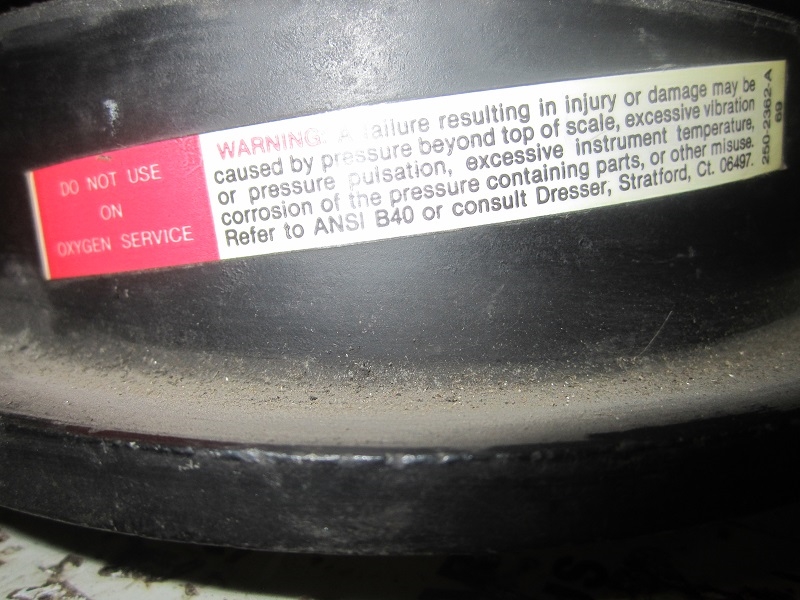 DO NOT USE
ON
OXYGEN SERVICE
WARNING: A failure resulting in injury or damage may be
caused by pressure beyond top of scale, excessive vibration
or pressure pulsation, excessive instrument temperature,
corrosion of the pressure containing parts, or other misuse.
Refer to ANSI B40 or consult Dresser, Stratford, Ct. 06497.
250-2362-A
69